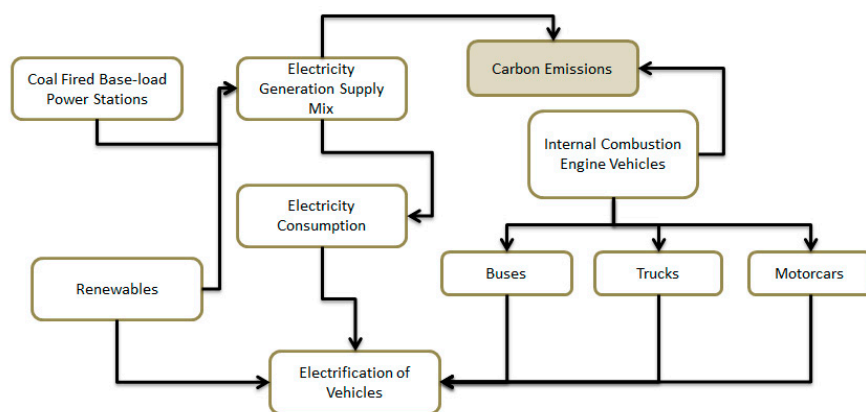 Coal Fired Base-load
Power Stations
Electricity
Generation Supply
Mix
Carbon Emissions
Internal Combustion
Engine Vehicles
Electricity
Consumption
Renewables
Buses
Trucks
Motorcars
Electrification of
Vehicles